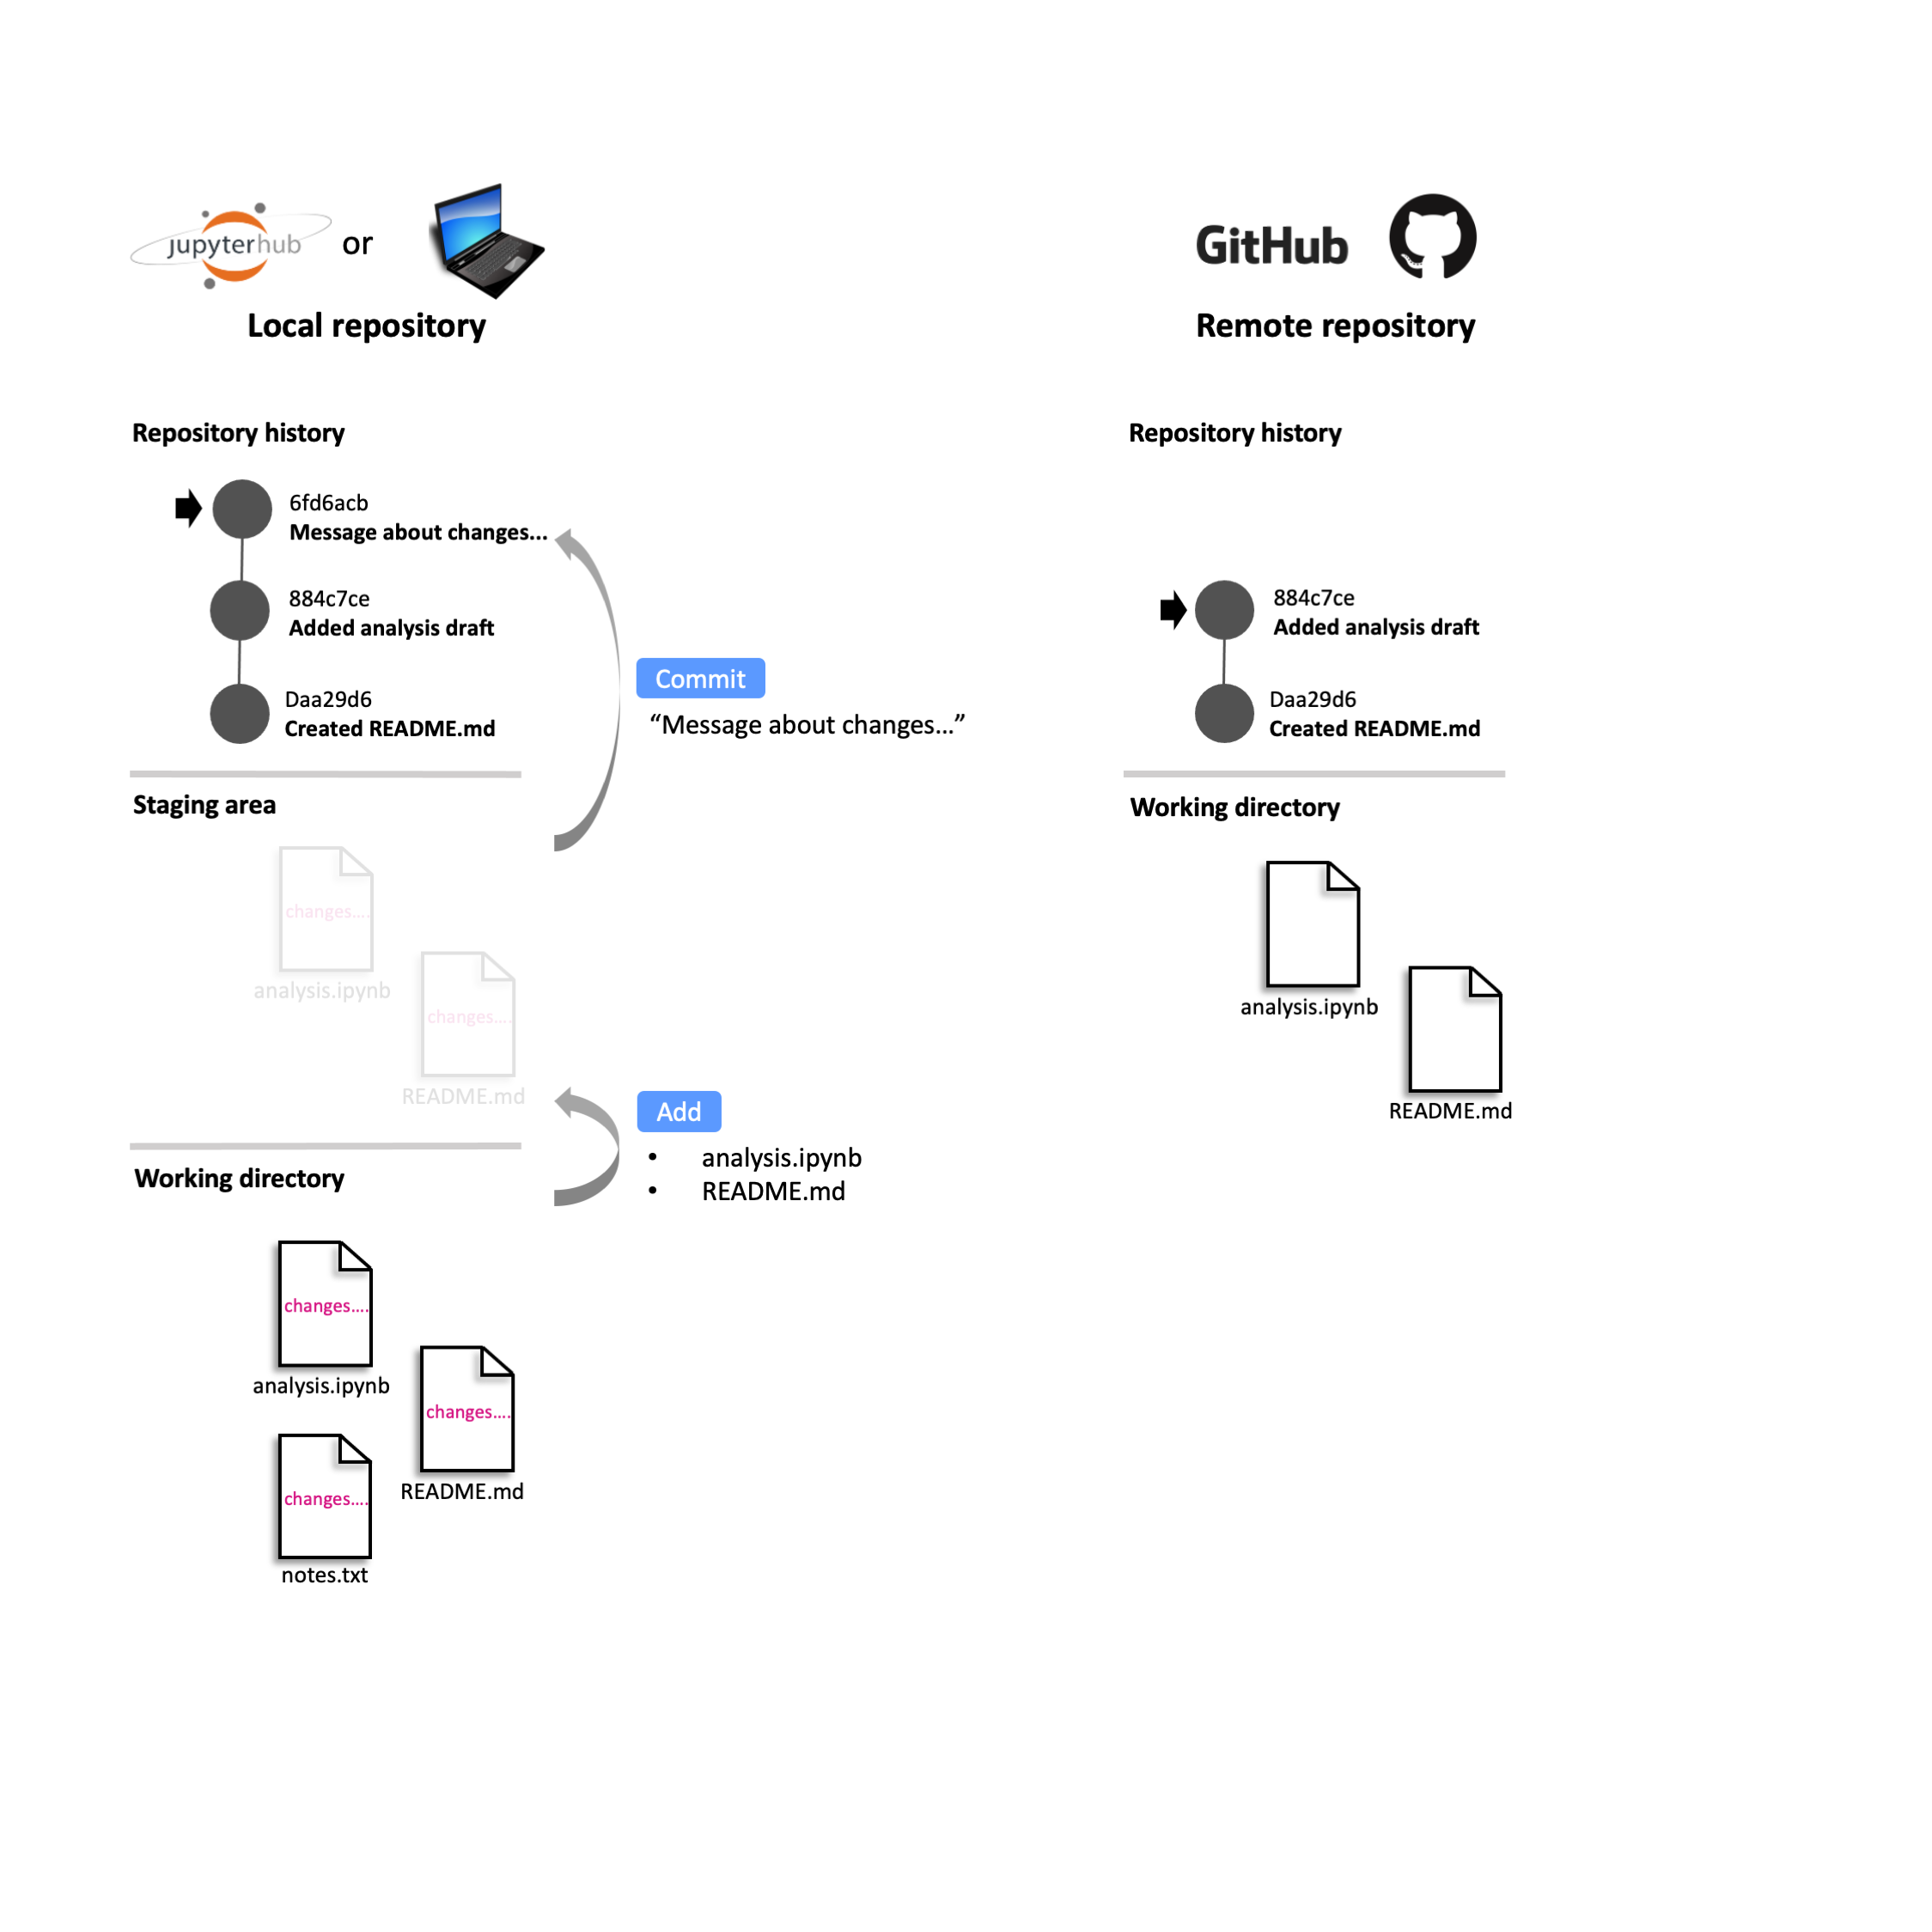 jupyterhub or
Local repository
Repository history
6fd6acb
Message about changes...
884c7ce
Added analysis draft
Daa29d6
Created README.md
Commit
“Message about changes...”
Staging area
changes....
analysis.ipynb
changes....
README.md
Add
• analysis.ipynb
• README.md
Working directory
changes....
analysis.ipynb
changes....
README.md
changes....
notes.txt
GitHub
Remote repository
Repository history
884c7ce
Added analysis draft
Daa29d6
Created README.md
Working directory
analysis.ipynb
README.md